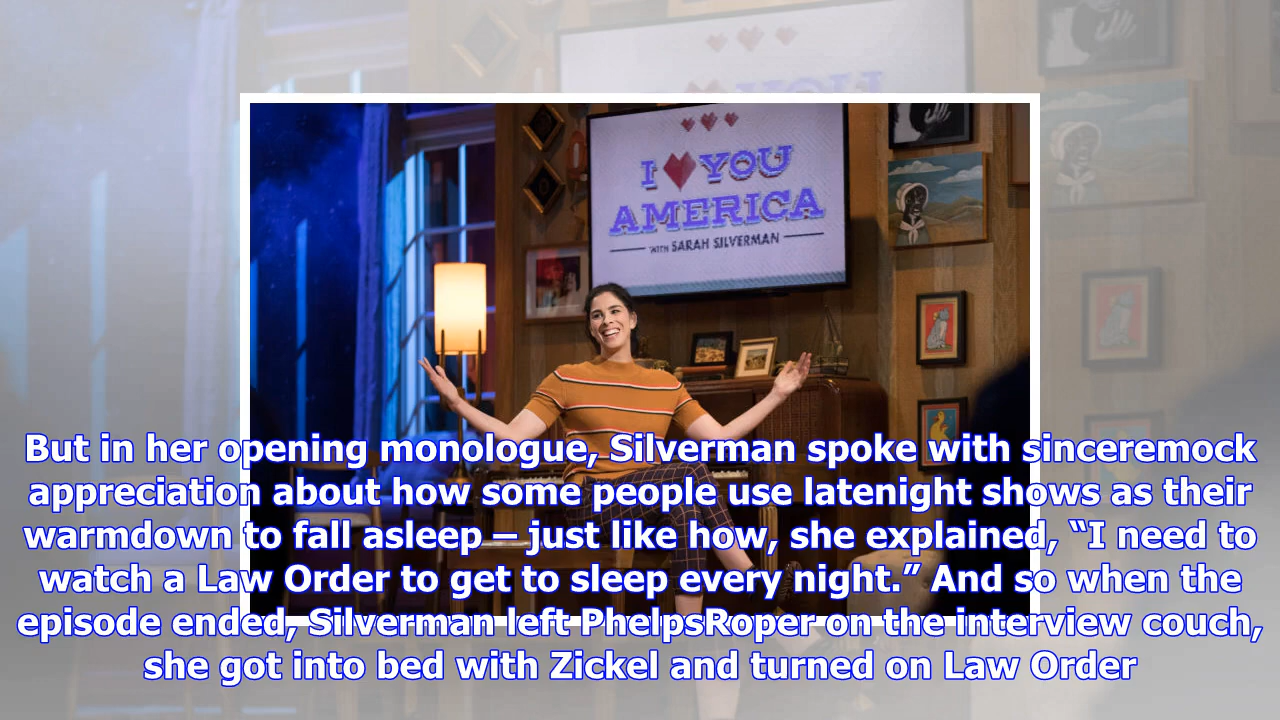 I ♥ YOU
AMERICA
WITH SARAH SILVERMAN
But in her opening monologue, Silverman spoke with sinceremock
appreciation about how some people use latenight shows as their
warmdown to fall asleep – just like how, she explained, “I need to
watch a Law Order to get to sleep every night.” And so when the
episode ended, Silverman left PhelpsRoper on the interview couch,
she got into bed with Zickel and turned on Law Order